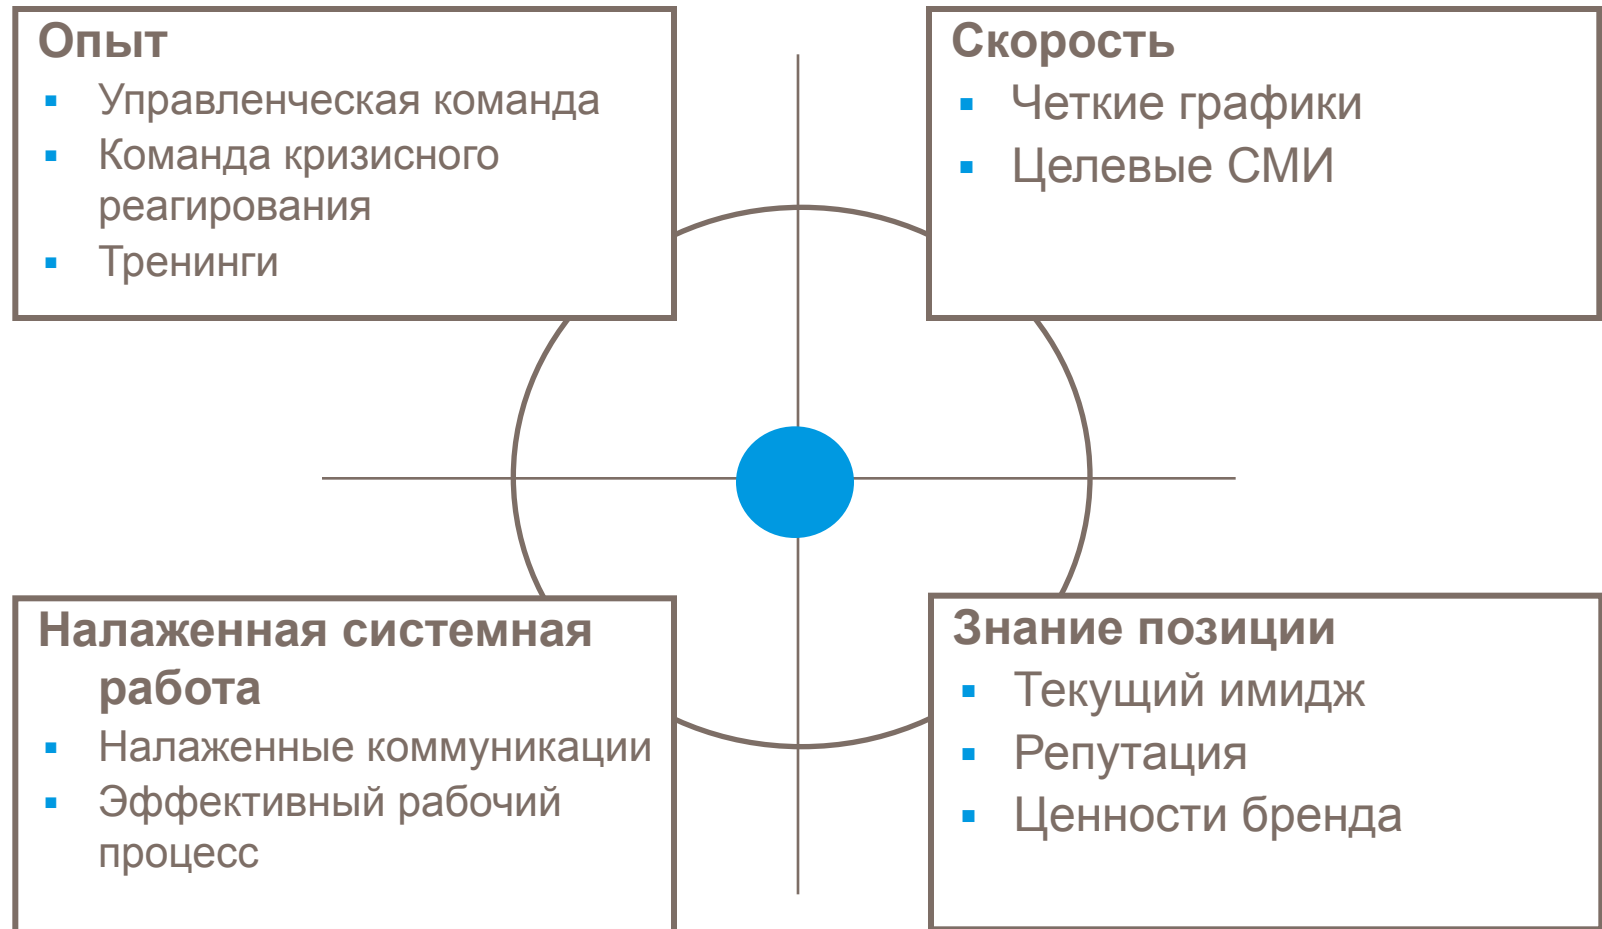 Опыт
▪ Управленческая команда
▪ Команда кризисного
реагирования
▪ Тренинги
Скорость
▪ Четкие графики
▪ Целевые СМИ
Налаженная системная
работа
▪ Налаженные коммуникации
▪ Эффективный рабочий
процесс
Знание позиции
▪ Текущий имидж
▪ Репутация
▪ Ценности бренда